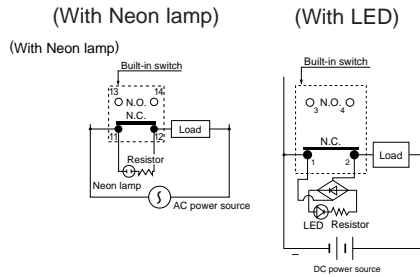 (With Neon lamp)
(With LED)
(With Neon lamp)
Built-in switch
13 14
N.O.
N.C.
11 12
Load
Resistor
Neon lamp
AC power source
Built-in switch
3 N.O. 4
N.C.
1 2
Load
LED Resistor
–
DC power source